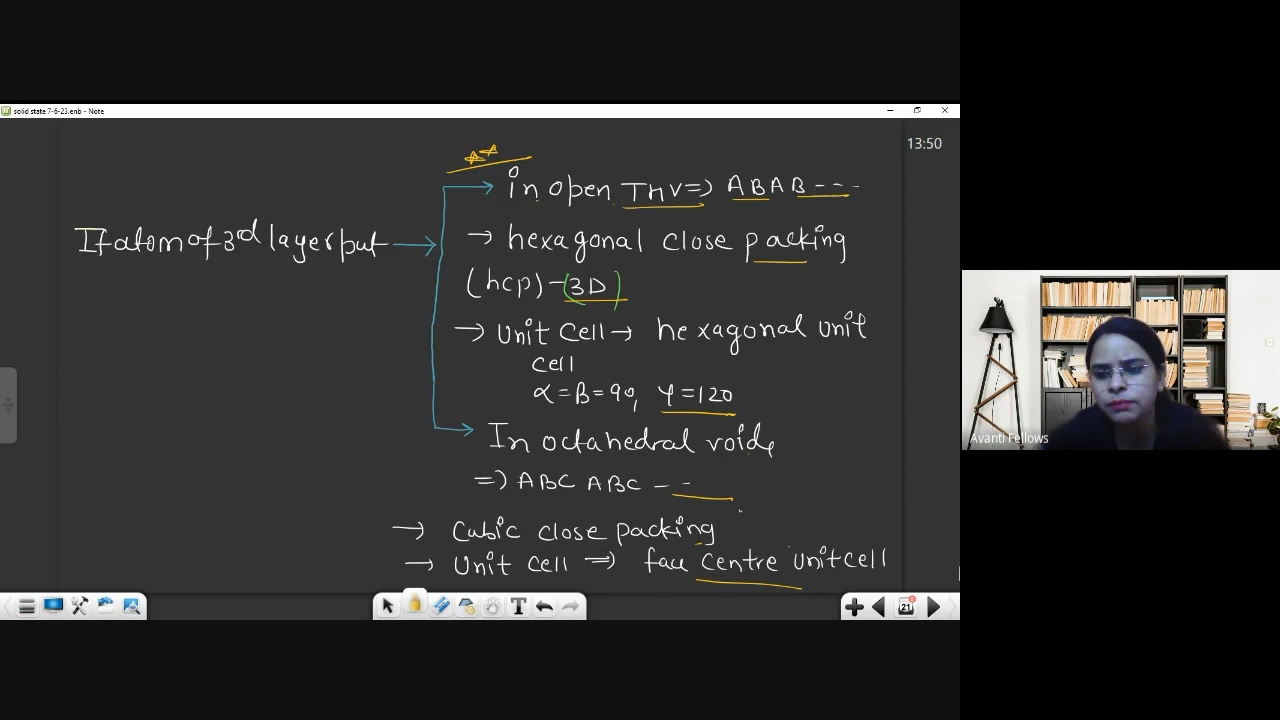 solid state 7-6-23.enb - Note
13:50
in open THV => ABAB---
If atom of 3rd layer put →
→ hexagonal close packing
(hcp) - (3D)
→ Unit Cell → hexagonal unit
cell
α = β = 90, γ = 120
In octahedral voids
=> ABC ABC --
→ Cubic close packing
→ Unit Cell => face centre unit cell
Avanti Fellows
T
21